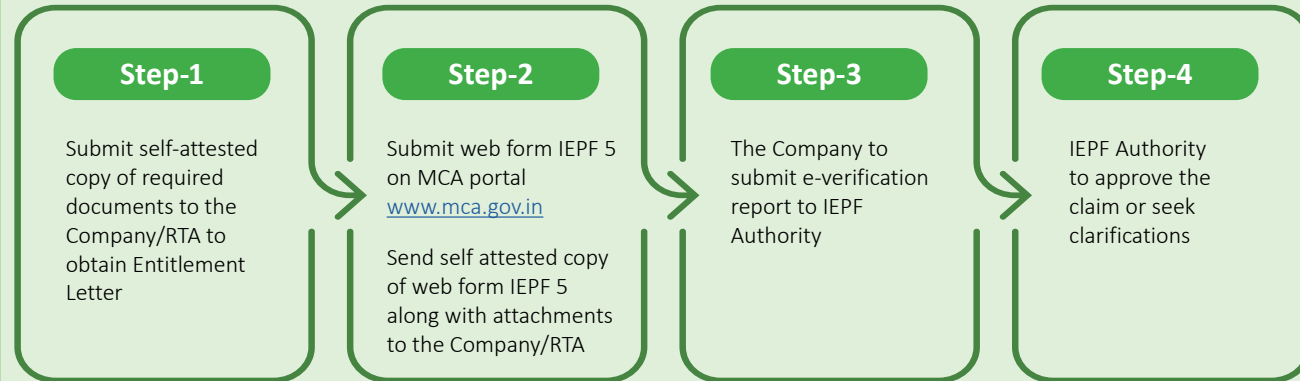 Step-1
Submit self-attested
copy of required
documents to the
Company/RTA to
obtain Entitlement
Letter
Step-2
Submit web form IEPF 5
on MCA portal
www.mca.gov.in
Send self attested copy
of web form IEPF 5
along with attachments
to the Company/RTA
Step-3
The Company to
submit e-verification
report to IEPF
Authority
Step-4
IEPF Authority
to approve the
claim or seek
clarifications